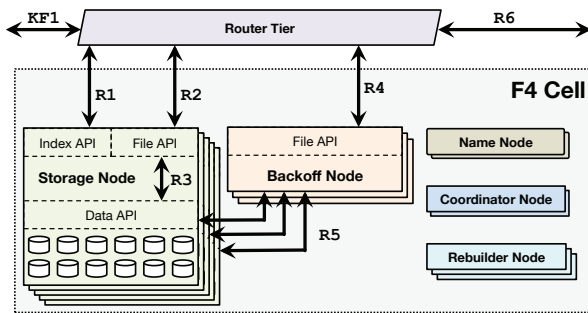 KF1
Router Tier
R6
R1
R2
R4
F4 Cell
Index API
File API
File API
Name Node
Storage Node
R3
Backoff Node
Coordinator Node
Data API
R5
Rebuilder Node